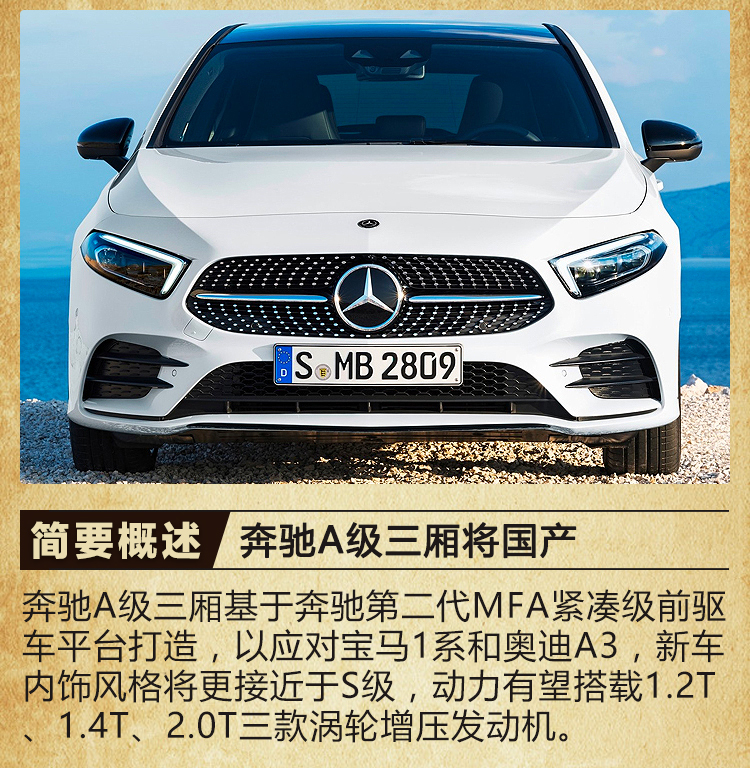 S MB 2809
D
简要概述 奔驰A级三厢将国产
奔驰A级三厢基于奔驰第二代MFA紧凑级前驱
车平台打造，以应对宝马1系和奥迪A3，新车
内饰风格将更接近于S级，动力有望搭载1.2T
、1.4T、2.0T三款涡轮增压发动机。